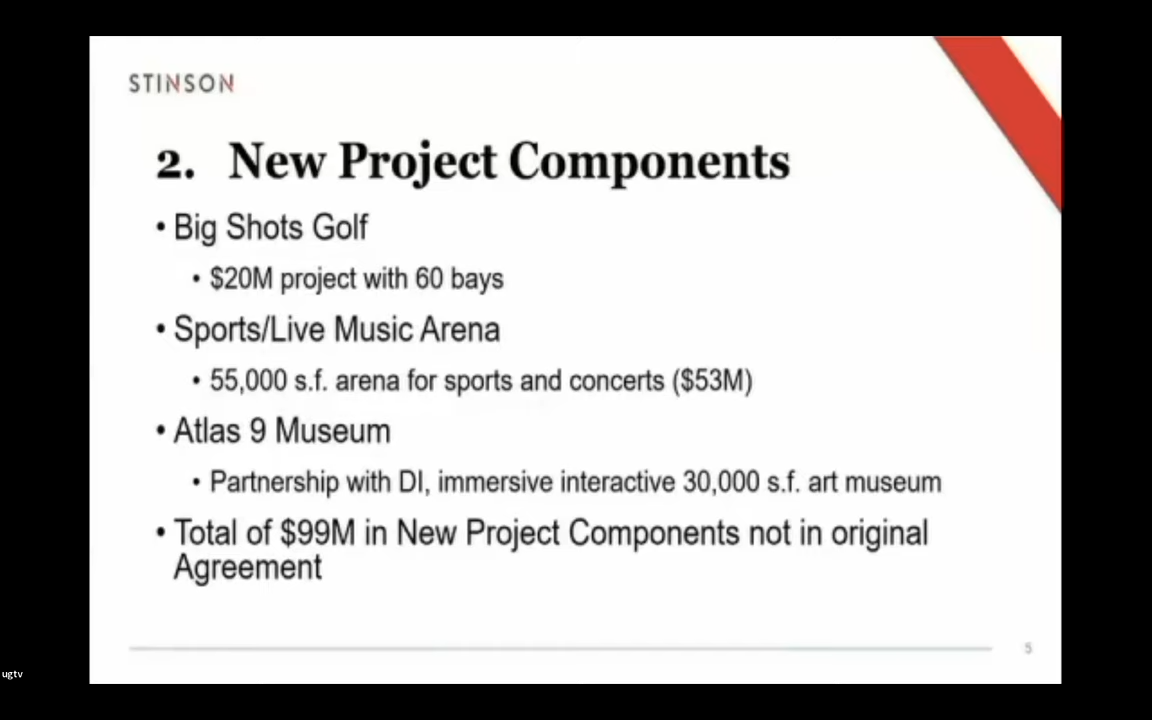 STINSON
2. New Project Components
• Big Shots Golf
• $20M project with 60 bays
• Sports/Live Music Arena
• 55,000 s.f. arena for sports and concerts ($53M)
• Atlas 9 Museum
• Partnership with DI, immersive interactive 30,000 s.f. art museum
• Total of $99M in New Project Components not in original
Agreement
5
ugtv